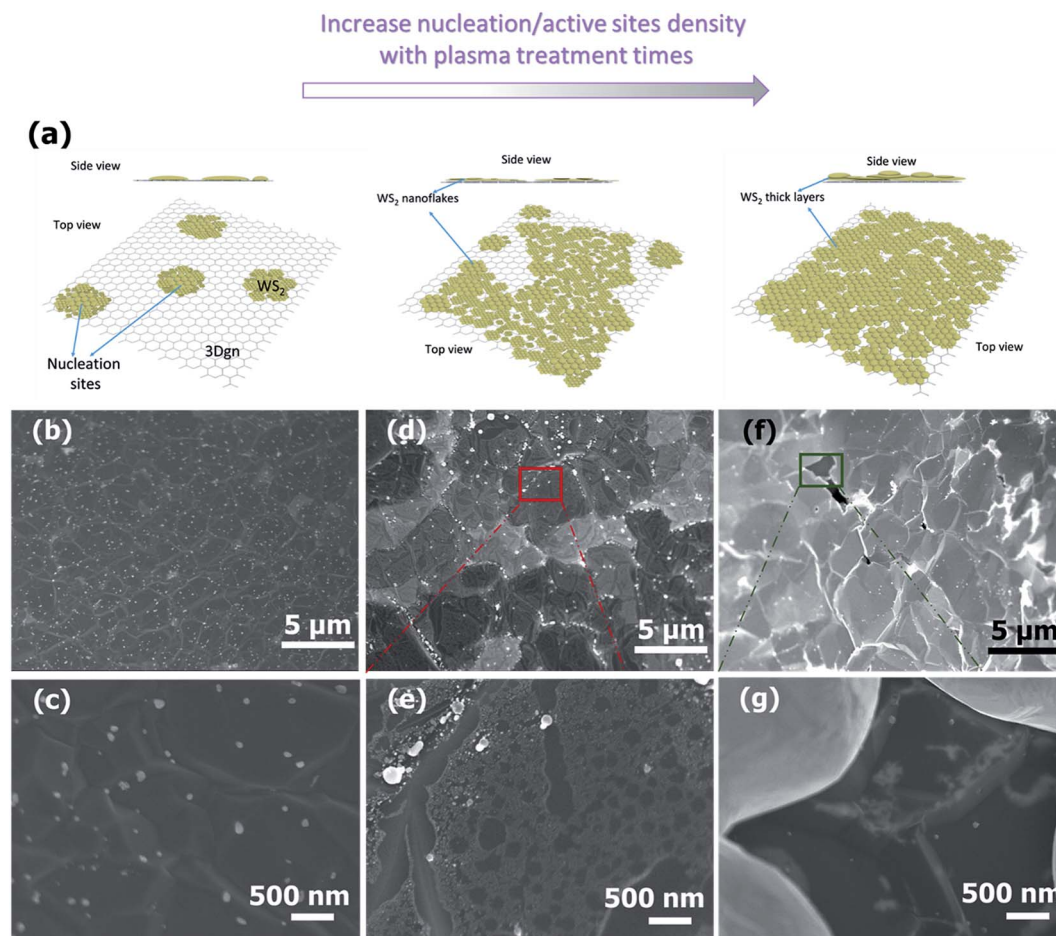 Increase nucleation/active sites density
with plasma treatment times
(a)
Side view
Top view
WS2
3Dgn
Nucleation
sites
Side view
WS2 nanoflakes
Top view
Side view
WS2 thick layers
Top view
(b)
5 µm
(d)
5 µm
(f)
5 µm
(c)
500 nm
(e)
500 nm
(g)
500 nm